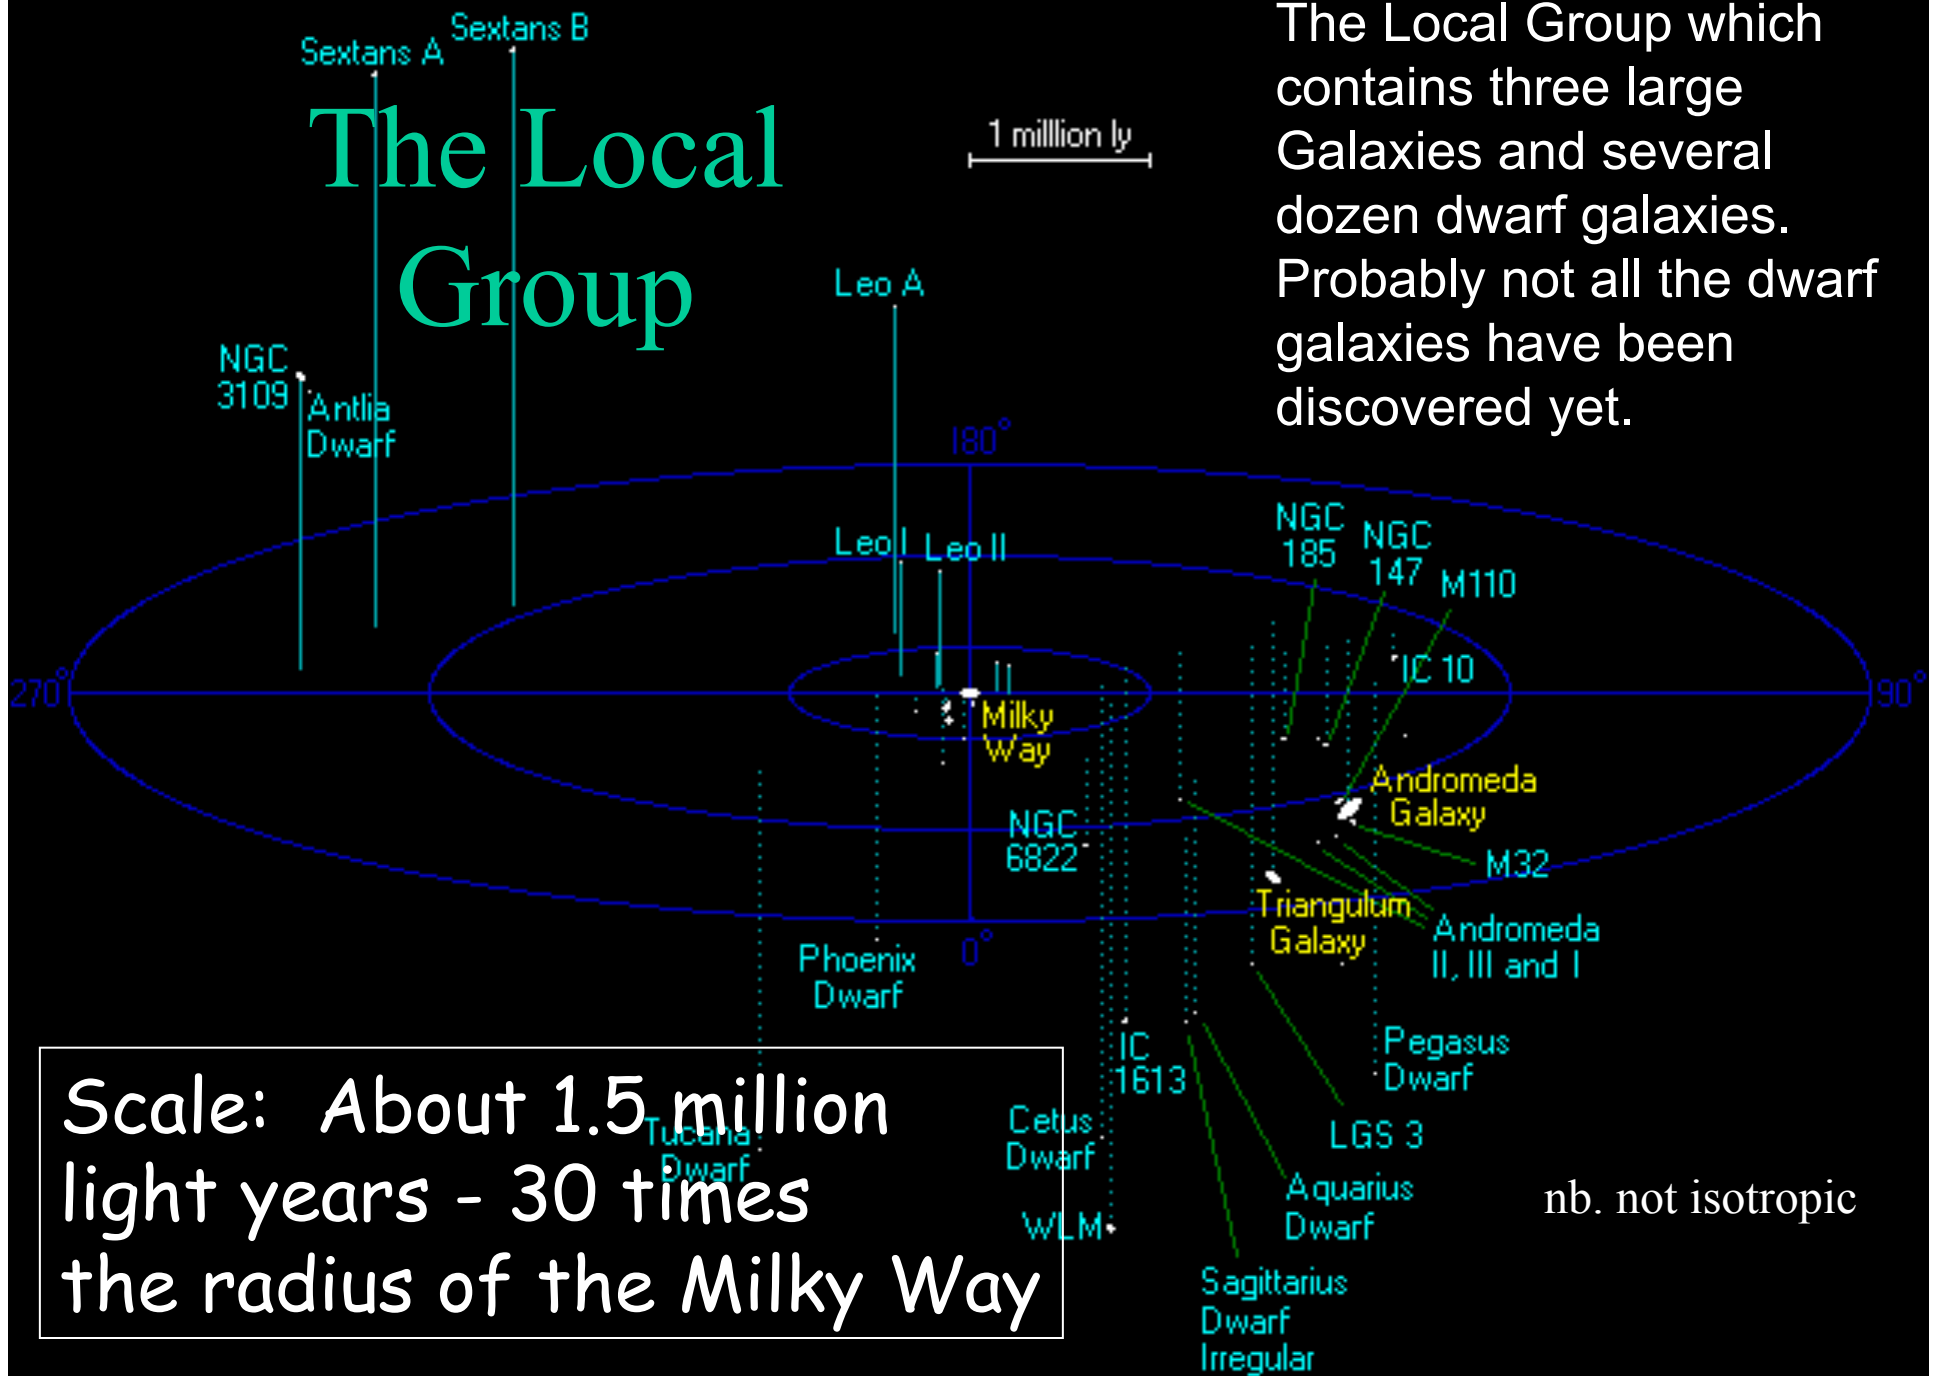 Sextans A
Sextans B
The Local
Group
1 milllion ly
The Local Group which
contains three large
Galaxies and several
dozen dwarf galaxies.
Probably not all the dwarf
galaxies have been
discovered yet.
Leo A
NGC
3109
Antlia
Dwarf
180°
Leo I
Leo II
NGC
185
NGC
147
M110
IC 10
270°
90°
Milky
Way
Andromeda
Galaxy
NGC
6822
M32
Triangulum
Galaxy
Andromeda
II, III and I
0°
Phoenix
Dwarf
IC
1613
Pegasus
Dwarf
Cetus
Dwarf
LGS 3
Tucana
Dwarf
Aquarius
Dwarf
WLM
Sagittarius
Dwarf
Irregular
Scale:  About 1.5 million
light years - 30 times
the radius of the Milky Way
nb. not isotropic